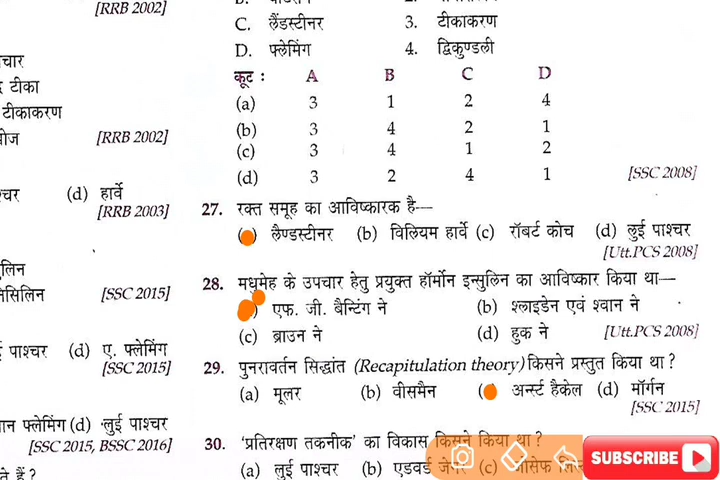 [RRB 2002]
टीका
टीकाकरण
[RRB 2002]
(d) हार्वे
[RRB 2003]
[SSC 2015]
पाश्चर (d) ए. फ्लेमिंग
[SSC 2015]
फ्लेमिंग (d) लुई पाश्चर
[SSC 2015, BSSC 2016]
C. लैंडस्टीनर 3. टीकाकरण
D. फ्लेमिंग 4. द्विकुण्डली
कूट : A B C D
(a) 3 1 2 4
(b) 3 4 2 1
(c) 3 4 1 2
(d) 3 2 4 1 [SSC 2008]
27. रक्त समूह का आविष्कारक है—
लैण्डस्टीनर (b) विलियम हार्वे (c) रॉबर्ट कोच (d) लुई पाश्चर
[Utt.PCS 2008]
28. मधुमेह के उपचार हेतु प्रयुक्त हॉर्मोन इन्सुलिन का आविष्कार किया था—
एफ. जी. बैन्टिंग ने (b) श्लाइडेन एवं श्वान ने
(c) ब्राउन ने (d) हुक ने [Utt.PCS 2008]
29. पुनरावर्तन सिद्धांत (Recapitulation theory) किसने प्रस्तुत किया था ?
(a) मूलर (b) वीसमैन अर्न्स्ट हैकेल (d) मॉर्गन
[SSC 2015]
30. ‘प्रतिरक्षण तकनीक’ का विकास किसने किया था ?
(a) लुई पाश्चर (b) एडवर्ड जेनर (c) जोसेफ
SUBSCRIBE